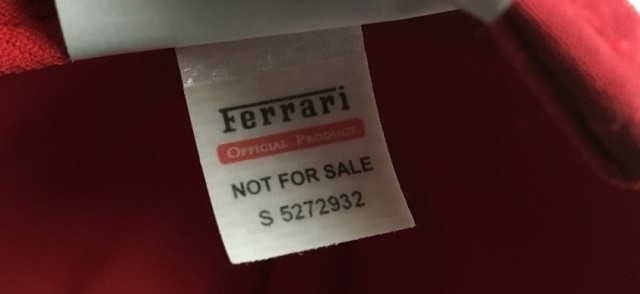 Ferrari
OFFICIAL PRODUCT
NOT FOR SALE
S 5272932